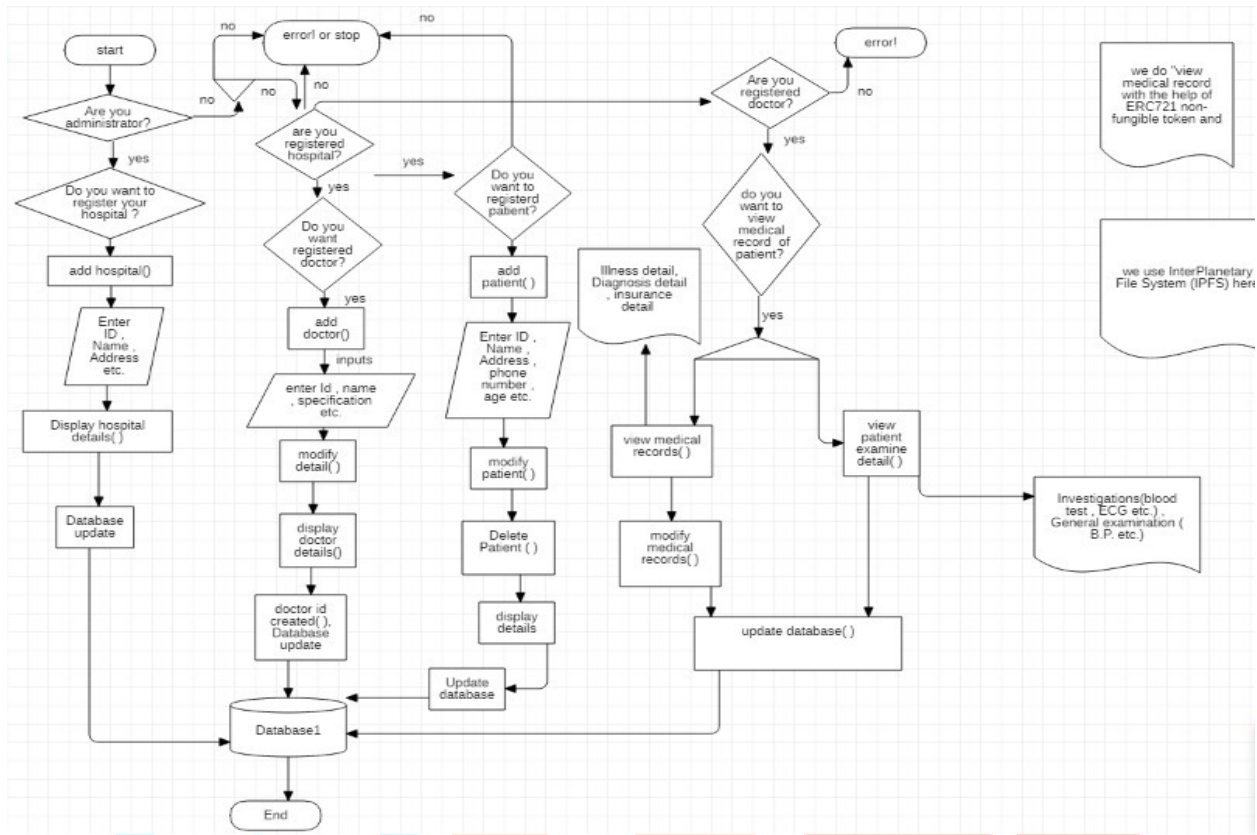 no
no
error! or stop
error!
start
no
no
no
Are you
administrator?
are you
registered
hospital?
Are you
registered
doctor?
no
we do "view
medical record
with the help of
ERC721 non-
fungible token and
yes
yes
yes
yes
Do you want to
register your
hospital ?
Do you
want
registered
doctor?
Do you
want to
registerd
patient?
do you
want to
view
medical
record of
patient?
add hospital()
add
patient( )
Illness detail,
Diagnosis detail
, insurance
detail
we use InterPlanetary
File System (IPFS) here
yes
yes
Enter
ID ,
Name ,
Address
etc.
add
doctor()
inputs
Enter ID ,
Name ,
Address ,
phone
number ,
age etc.
enter Id , name
, specification
etc.
Display hospital
details( )
modify
detail( )
modify
patient( )
view medical
records( )
view
patient
examine
detail( )
Database
update
display
doctor
details()
Delete
Patient ( )
modify
medical
records( )
Investigations(blood
test , ECG etc.) ,
General examination (
B.P. etc.)
doctor id
created( ),
Database
update
display
details
update database( )
Update
database
Database1
End